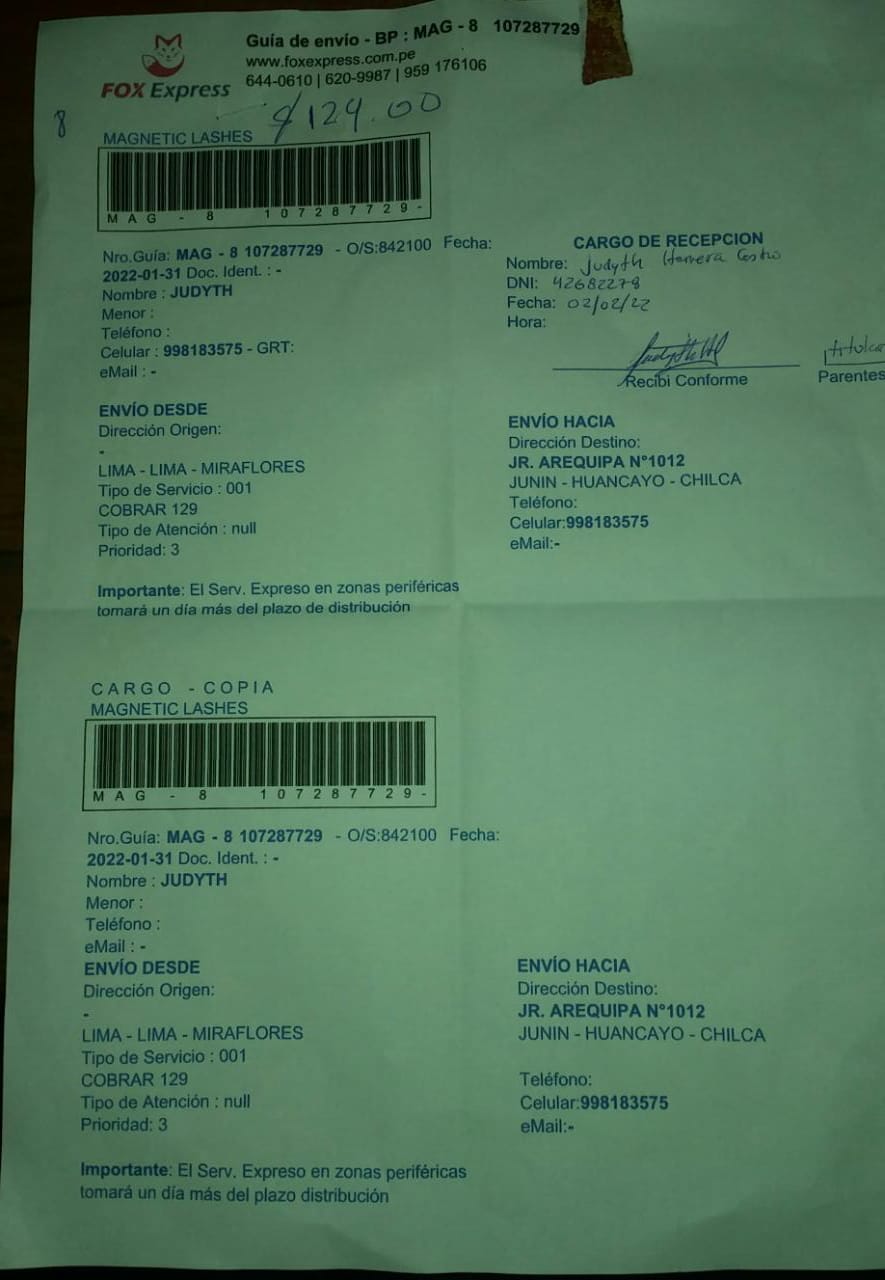 FOX Express
Guía de envío - BP : MAG - 8 107287729
www.foxexpress.com.pe
644-0610 | 620-9987 | 959 176106
8
S/129.00
MAGNETIC LASHES
MAG - 8 107287729-
Nro.Guía: MAG - 8 107287729 - O/S:842100 Fecha:
2022-01-31 Doc. Ident. : -
Nombre : JUDYTH
Menor :
Teléfono :
Celular : 998183575 - GRT:
eMail : -
CARGO DE RECEPCION
Nombre: Judyth Herrera Castro
DNI: 42682278
Fecha: 02/02/22
Hora:
Recibi Conforme
titular
Parentes
ENVÍO DESDE
Dirección Origen:
-
LIMA - LIMA - MIRAFLORES
Tipo de Servicio : 001
COBRAR 129
Tipo de Atención : null
Prioridad: 3
ENVÍO HACIA
Dirección Destino:
JR. AREQUIPA N°1012
JUNIN - HUANCAYO - CHILCA
Teléfono:
Celular:998183575
eMail:-
Importante: El Serv. Expreso en zonas periféricas
tomará un día más del plazo de distribución
CARGO - COPIA
MAGNETIC LASHES
MAG - 8 107287729-
Nro.Guía: MAG - 8 107287729 - O/S:842100 Fecha:
2022-01-31 Doc. Ident. : -
Nombre : JUDYTH
Menor :
Teléfono :
eMail : -
ENVÍO DESDE
Dirección Origen:
-
LIMA - LIMA - MIRAFLORES
Tipo de Servicio : 001
COBRAR 129
Tipo de Atención : null
Prioridad: 3
ENVÍO HACIA
Dirección Destino:
JR. AREQUIPA N°1012
JUNIN - HUANCAYO - CHILCA
Teléfono:
Celular:998183575
eMail:-
Importante: El Serv. Expreso en zonas periféricas
tomará un día más del plazo distribución